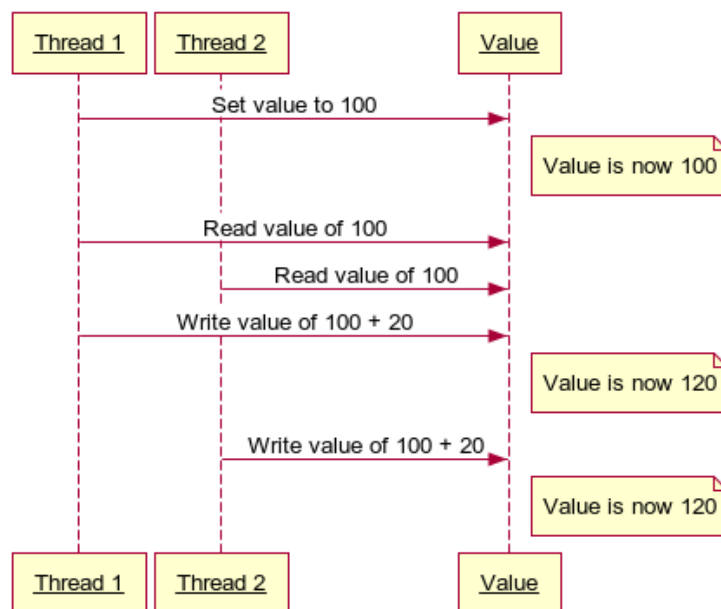 Thread 1
Thread 2
Value
Set value to 100
Value is now 100
Read value of 100
Read value of 100
Write value of 100 + 20
Value is now 120
Write value of 100 + 20
Value is now 120
Thread 1
Thread 2
Value